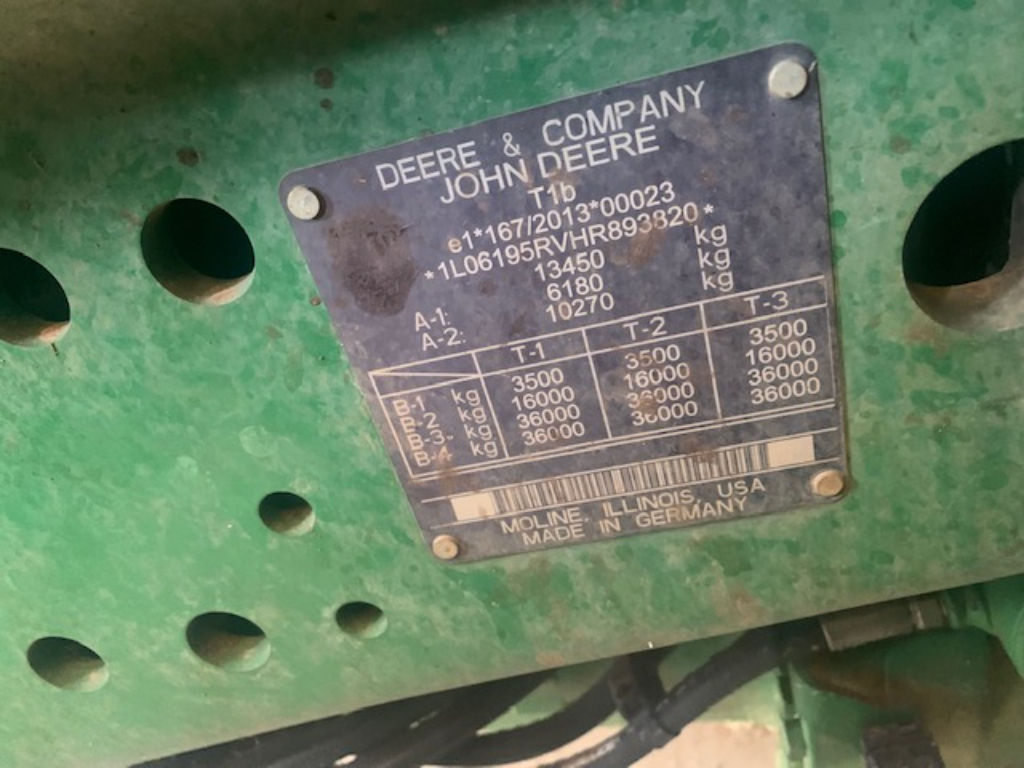 DEERE & COMPANY
JOHN DEERE
T1b
e1*167/2013*00023
*1L06195RVHR893820*
13450 kg
A-1: 6180 kg
A-2: 10270 kg
T-1 T-2 T-3
B-1 kg 3500 3500 3500
B-2 kg 16000 16000 16000
B-3 kg 36000 36000 36000
B-4 kg 36000 36000 36000
MOLINE, ILLINOIS, USA
MADE IN GERMANY